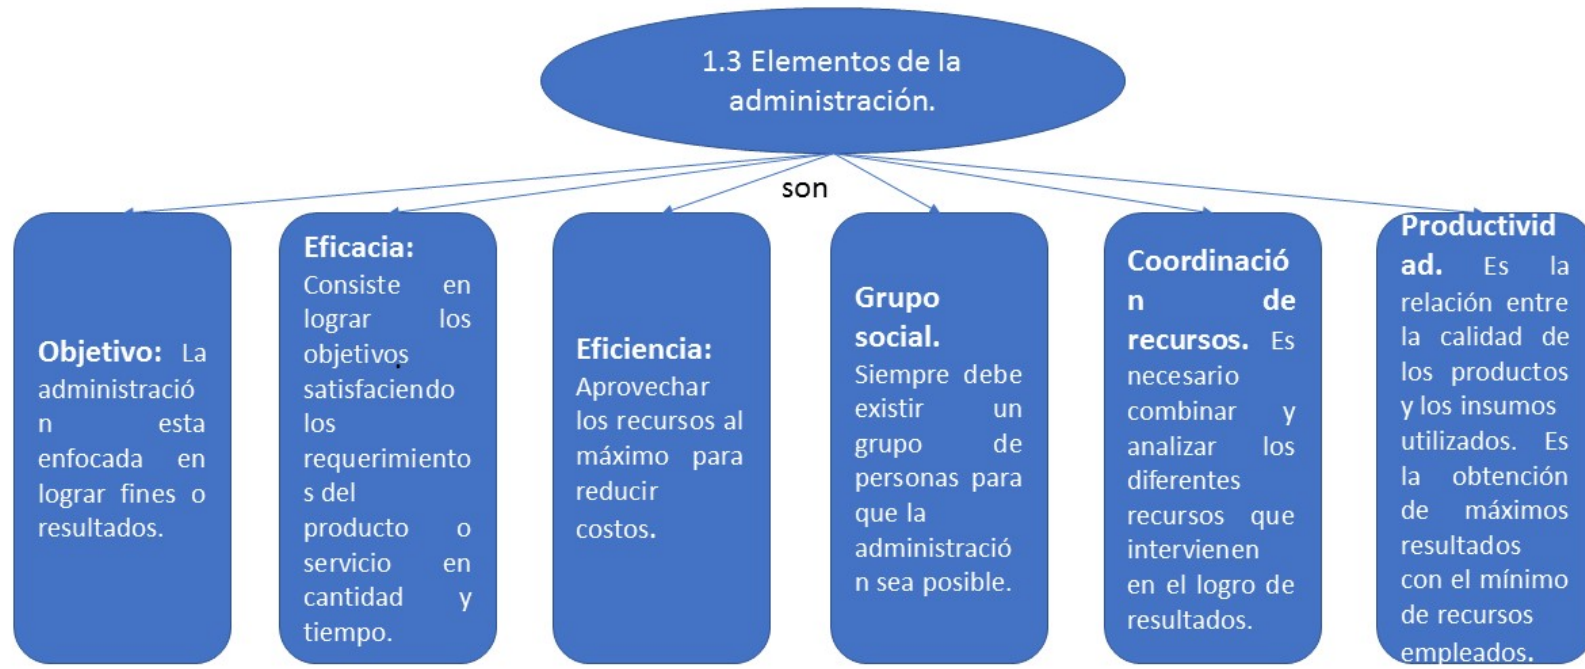 1.3 Elementos de la
administración.
son
Objetivo: La
administració
n esta
enfocada en
lograr fines o
resultados.
Eficacia:
Consiste en
lograr los
objetivos
satisfaciendo
los
requerimiento
s del
producto o
servicio en
cantidad y
tiempo.
Eficiencia:
Aprovechar
los recursos al
máximo para
reducir
costos.
Grupo
social.
Siempre debe
existir un
grupo de
personas para
que la
administració
n sea posible.
Coordinació
n de
recursos. Es
necesario
combinar y
analizar los
diferentes
recursos que
intervienen
en el logro de
resultados.
Productivid
ad. Es la
relación entre
la calidad de
los productos
y los insumos
utilizados. Es
la obtención
de máximos
resultados
con el mínimo
de recursos
empleados.